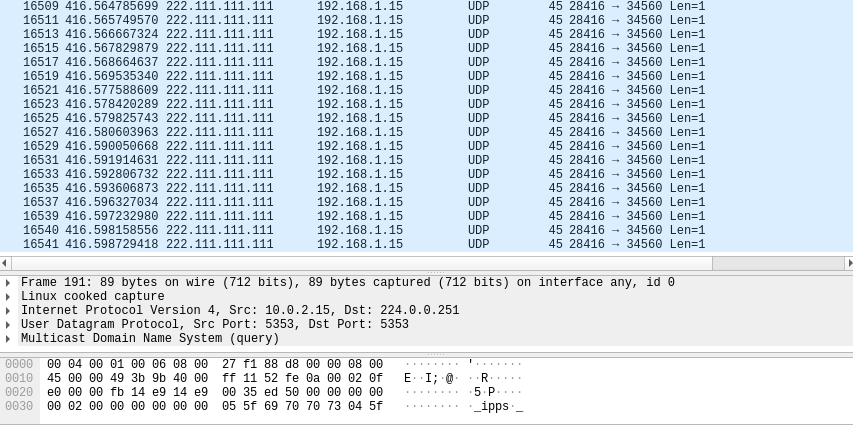 16509 416.564785699 222.111.111.111 192.168.1.15 UDP 45 28416 → 34560 Len=1
16511 416.565749570 222.111.111.111 192.168.1.15 UDP 45 28416 → 34560 Len=1
16513 416.566667324 222.111.111.111 192.168.1.15 UDP 45 28416 → 34560 Len=1
16515 416.567829879 222.111.111.111 192.168.1.15 UDP 45 28416 → 34560 Len=1
16517 416.568664637 222.111.111.111 192.168.1.15 UDP 45 28416 → 34560 Len=1
16519 416.569535340 222.111.111.111 192.168.1.15 UDP 45 28416 → 34560 Len=1
16521 416.577588609 222.111.111.111 192.168.1.15 UDP 45 28416 → 34560 Len=1
16523 416.578420289 222.111.111.111 192.168.1.15 UDP 45 28416 → 34560 Len=1
16525 416.579825743 222.111.111.111 192.168.1.15 UDP 45 28416 → 34560 Len=1
16527 416.580603963 222.111.111.111 192.168.1.15 UDP 45 28416 → 34560 Len=1
16529 416.590050668 222.111.111.111 192.168.1.15 UDP 45 28416 → 34560 Len=1
16531 416.591914631 222.111.111.111 192.168.1.15 UDP 45 28416 → 34560 Len=1
16533 416.592806732 222.111.111.111 192.168.1.15 UDP 45 28416 → 34560 Len=1
16535 416.593606873 222.111.111.111 192.168.1.15 UDP 45 28416 → 34560 Len=1
16537 416.596327034 222.111.111.111 192.168.1.15 UDP 45 28416 → 34560 Len=1
16539 416.597232980 222.111.111.111 192.168.1.15 UDP 45 28416 → 34560 Len=1
16540 416.598158556 222.111.111.111 192.168.1.15 UDP 45 28416 → 34560 Len=1
16541 416.598729418 222.111.111.111 192.168.1.15 UDP 45 28416 → 34560 Len=1
Frame 191: 89 bytes on wire (712 bits), 89 bytes captured (712 bits) on interface any, id 0
Linux cooked capture
Internet Protocol Version 4, Src: 10.0.2.15, Dst: 224.0.0.251
User Datagram Protocol, Src Port: 5353, Dst Port: 5353
Multicast Domain Name System (query)
0000 00 04 00 01 00 06 08 00 27 f1 88 d8 00 00 08 00 ········ '·······
0010 45 00 00 49 3b 9b 40 00 ff 11 52 fe 0a 00 02 0f E··I;·@· ··R·····
0020 e0 00 00 fb 14 e9 14 e9 00 35 ed 50 00 00 00 00 ········ ·5·P····
0030 00 02 00 00 00 00 00 00 05 5f 69 70 70 73 04 5f ········ ·_ipps·_